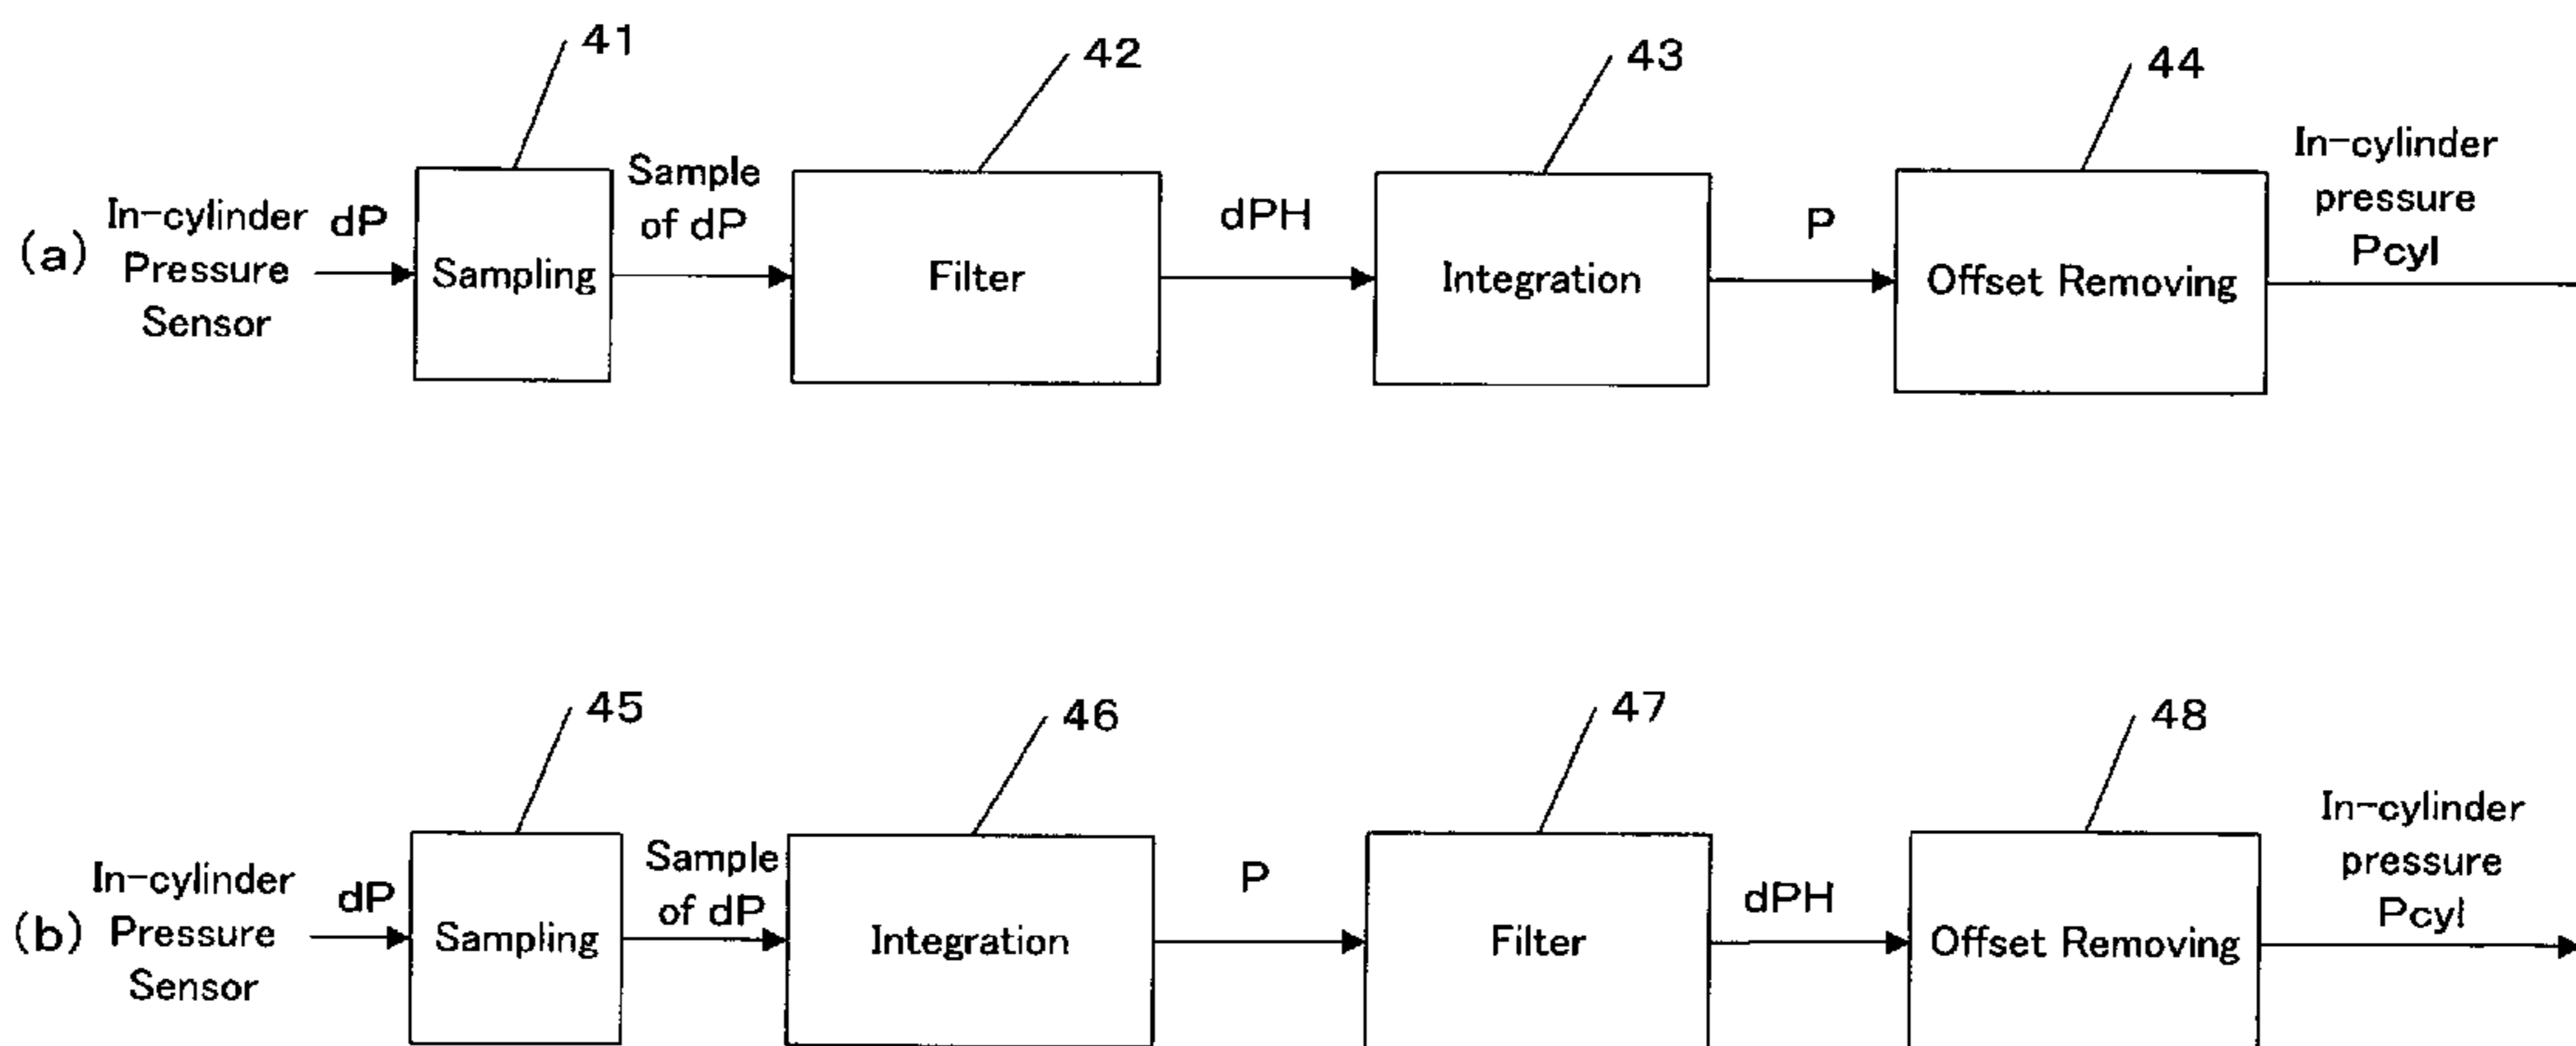 41
42
43
44
(a)
In-cylinder
Pressure
Sensor
dP
Sampling
Sample
of dP
Filter
dPH
Integration
P
Offset Removing
In-cylinder
pressure
Pcyl
45
46
47
48
(b)
In-cylinder
Pressure
Sensor
dP
Sampling
Sample
of dP
Integration
P
Filter
dPH
Offset Removing
In-cylinder
pressure
Pcyl